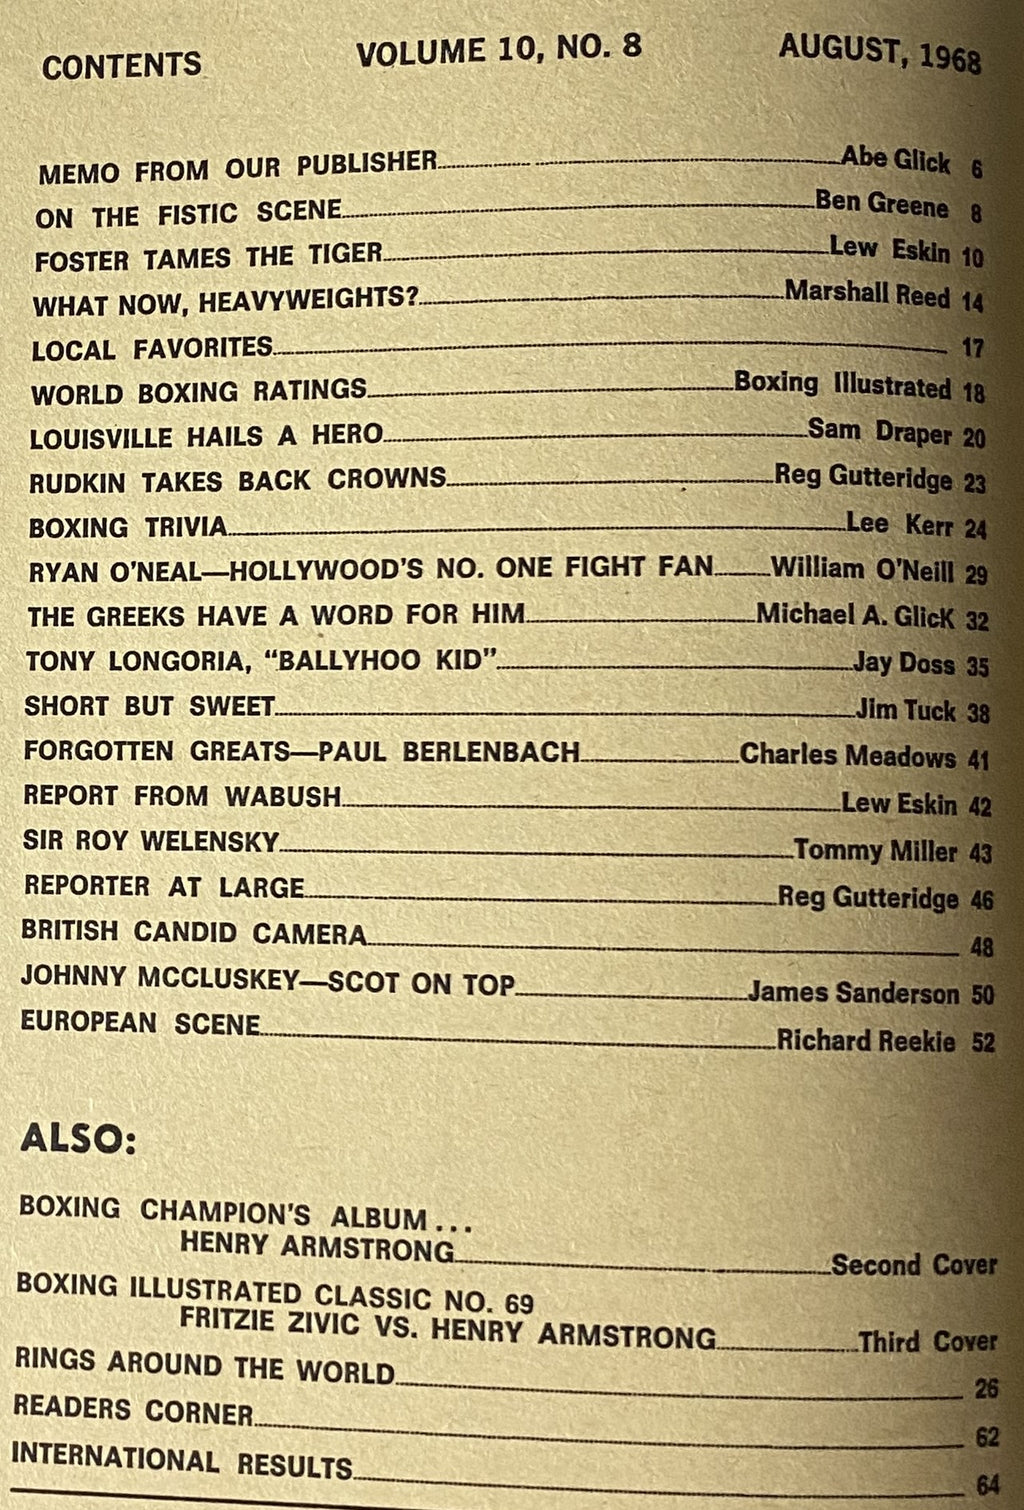 CONTENTS VOLUME 10, NO. 8 AUGUST, 1968
MEMO FROM OUR PUBLISHER Abe Glick 6
ON THE FISTIC SCENE Ben Greene 8
FOSTER TAMES THE TIGER Lew Eskin 10
WHAT NOW, HEAVYWEIGHTS? Marshall Reed 14
LOCAL FAVORITES 17
WORLD BOXING RATINGS Boxing Illustrated 18
LOUISVILLE HAILS A HERO Sam Draper 20
RUDKIN TAKES BACK CROWNS Reg Gutteridge 23
BOXING TRIVIA Lee Kerr 24
RYAN O'NEAL—HOLLYWOOD'S NO. ONE FIGHT FAN William O'Neill 29
THE GREEKS HAVE A WORD FOR HIM Michael A. GlicK 32
TONY LONGORIA, "BALLYHOO KID" Jay Doss 35
SHORT BUT SWEET Jim Tuck 38
FORGOTTEN GREATS—PAUL BERLENBACH Charles Meadows 41
REPORT FROM WABUSH Lew Eskin 42
SIR ROY WELENSKY Tommy Miller 43
REPORTER AT LARGE Reg Gutteridge 46
BRITISH CANDID CAMERA 48
JOHNNY MCCLUSKEY—SCOT ON TOP James Sanderson 50
EUROPEAN SCENE Richard Reekie 52
ALSO:
BOXING CHAMPION'S ALBUM ...
HENRY ARMSTRONG Second Cover
BOXING ILLUSTRATED CLASSIC NO. 69
FRITZIE ZIVIC VS. HENRY ARMSTRONG Third Cover
RINGS AROUND THE WORLD 26
READERS CORNER 62
INTERNATIONAL RESULTS 64